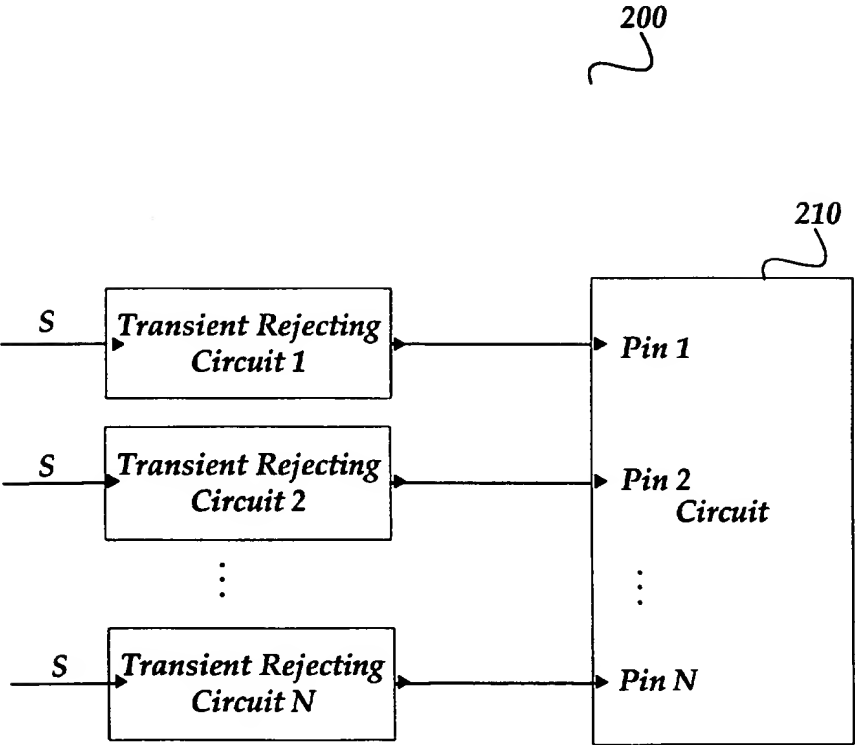 200
210
S
Transient Rejecting
Circuit 1
Pin 1
S
Transient Rejecting
Circuit 2
Pin 2
Circuit
S
Transient Rejecting
Circuit N
Pin N